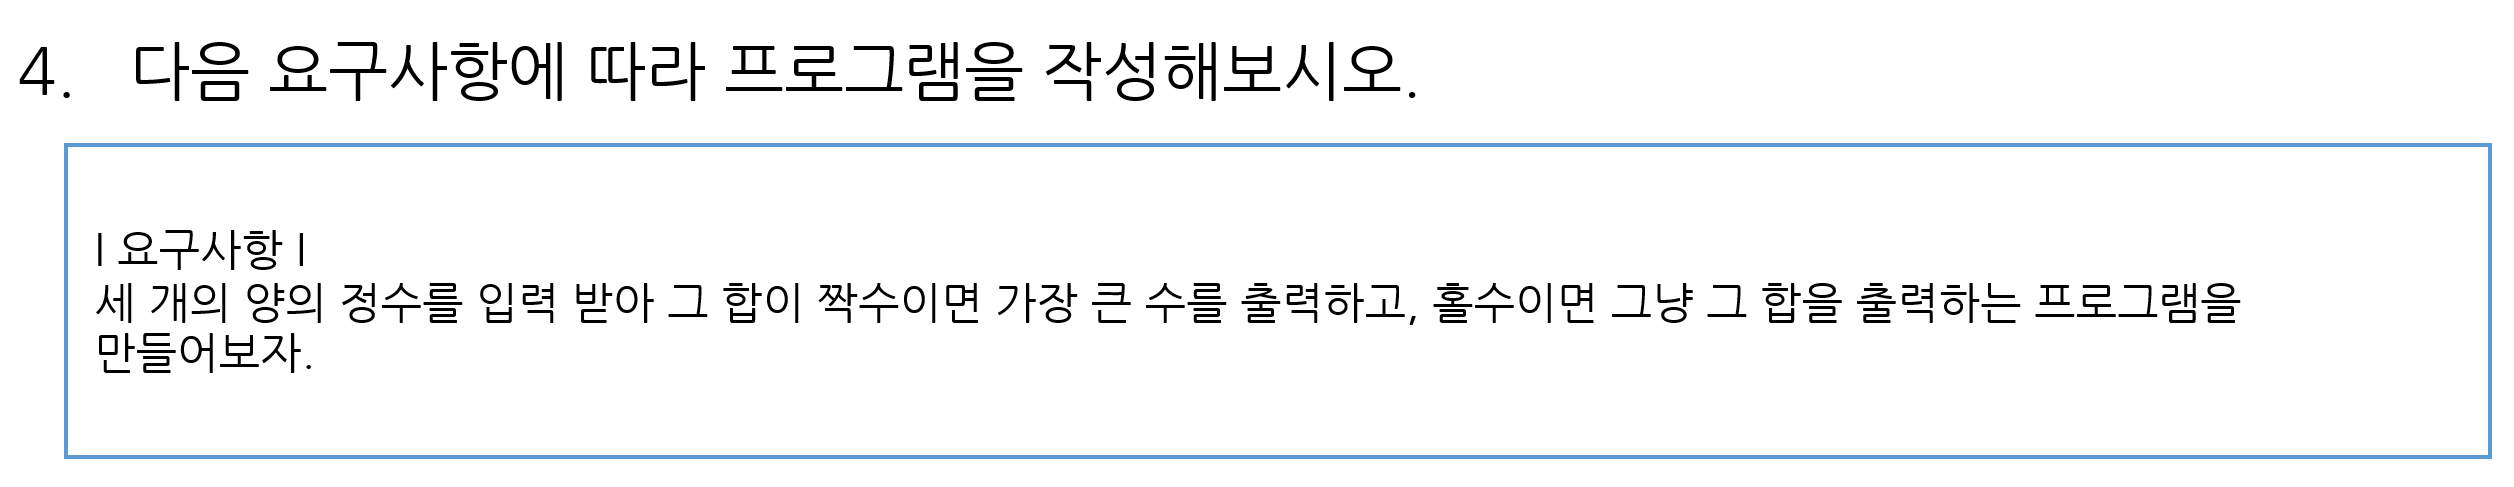 4. 다음 요구사항에 따라 프로그램을 작성해보시오.
ㅣ요구사항ㅣ
세 개의 양의 정수를 입력 받아 그 합이 짝수이면 가장 큰 수를 출력하고, 홀수이면 그냥 그 합을 출력하는 프로그램을
만들어보자.